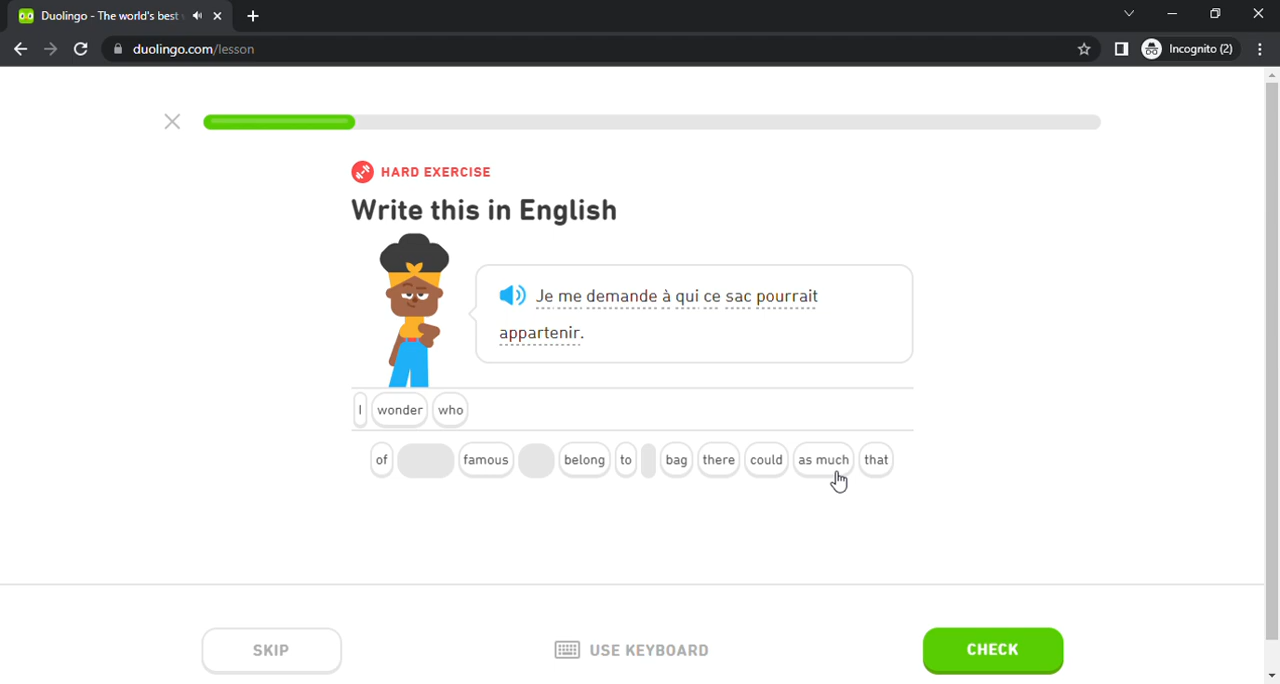 Duolingo - The world's best
duolingo.com/lesson
Incognito (2)
HARD EXERCISE
Write this in English
Je me demande à qui ce sac pourrait
appartenir.
I wonder who
of famous belong to bag there could as much that
SKIP USE KEYBOARD CHECK